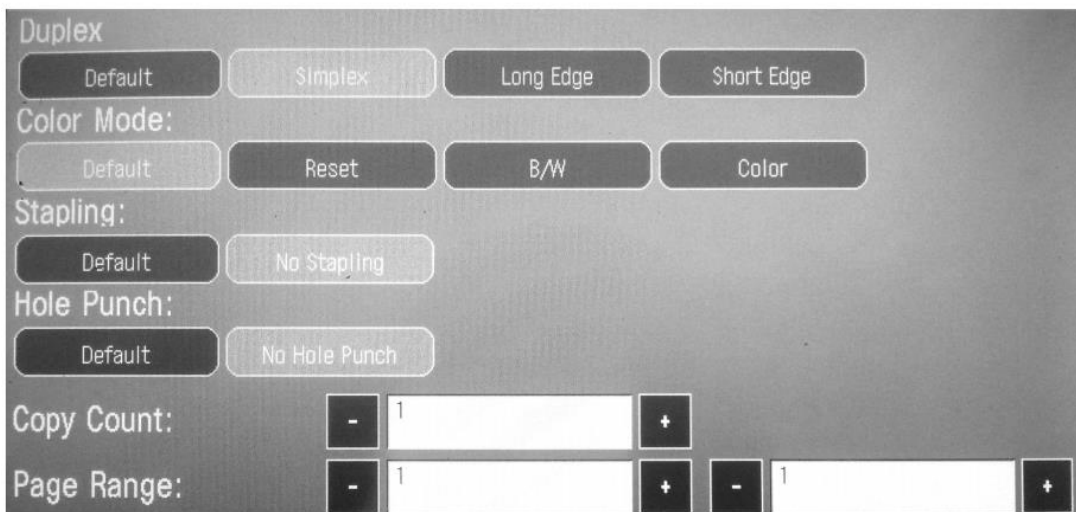 Duplex
Default Simplex Long Edge Short Edge
Color Mode:
Default Reset B/W Color
Stapling:
Default No Stapling
Hole Punch:
Default No Hole Punch
Copy Count: - 1 +
Page Range: - 1 + - 1 +